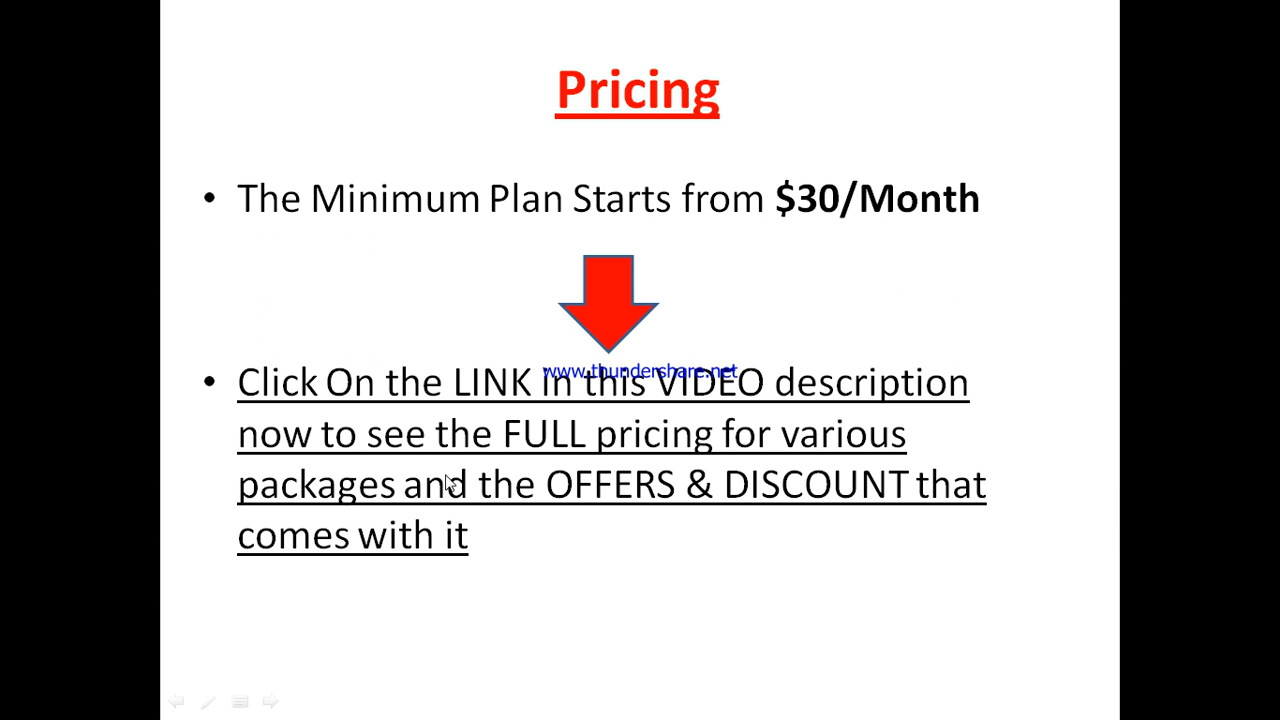 Pricing
• The Minimum Plan Starts from $30/Month
www.thundershare.net
• Click On the LINK in this VIDEO description
now to see the FULL pricing for various
packages and the OFFERS & DISCOUNT that
comes with it